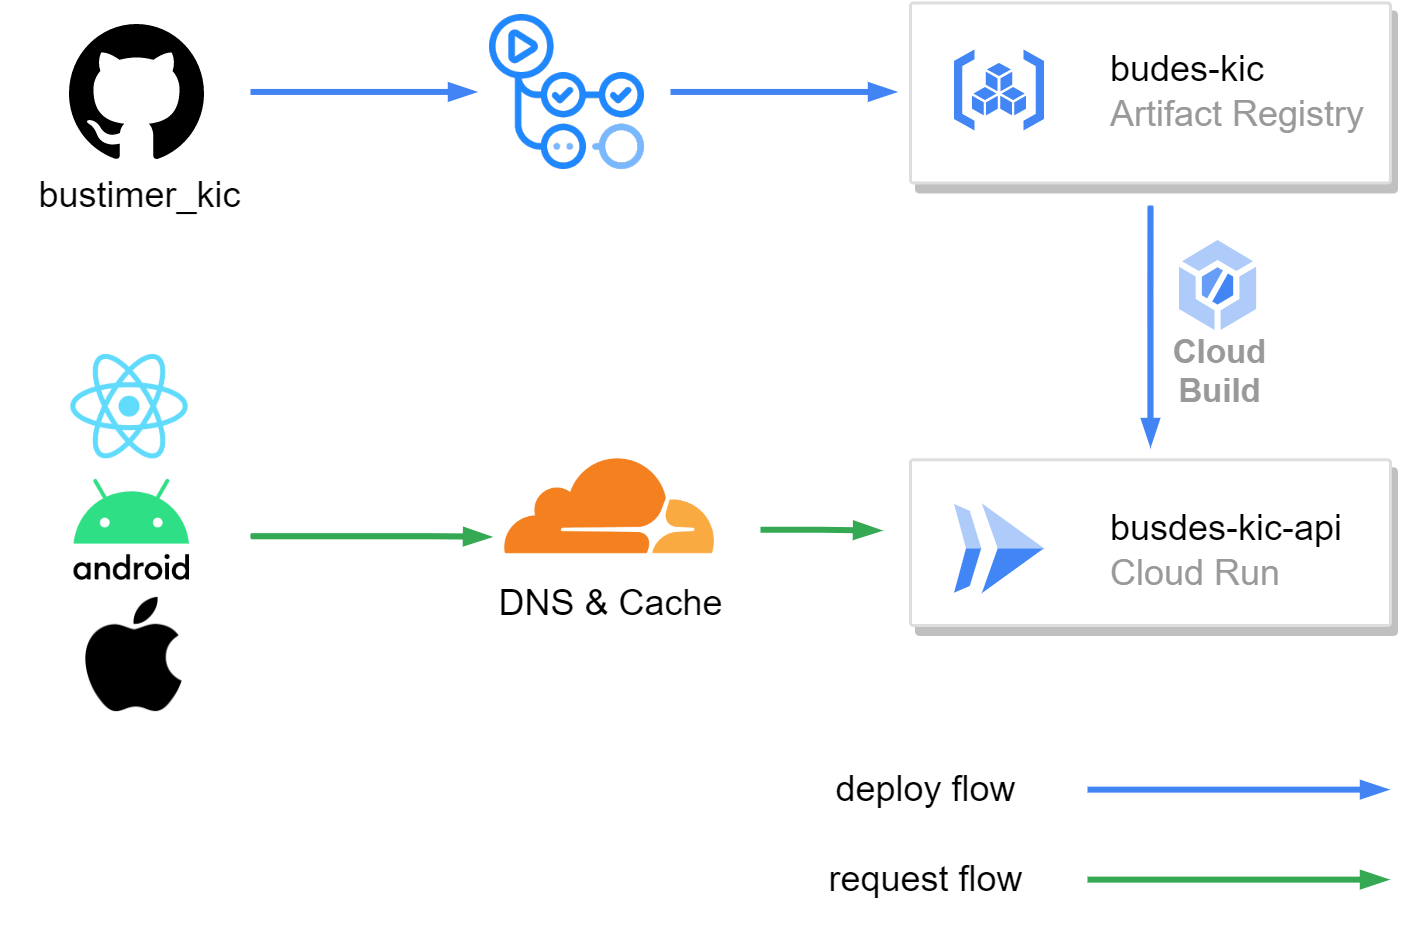 bustimer_kic
budes-kic
Artifact Registry
Cloud
Build
android
DNS & Cache
busdes-kic-api
Cloud Run
deploy flow
request flow